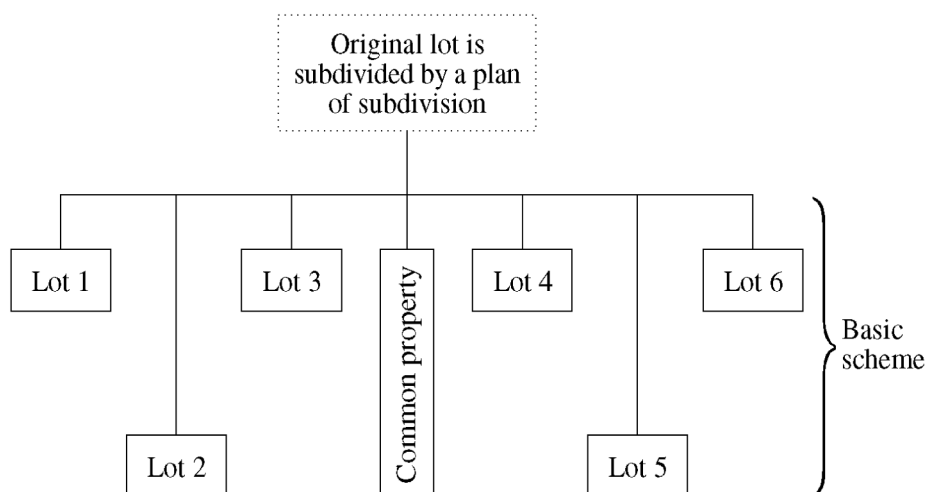 Original lot is
subdivided by a plan
of subdivision
Lot 1
Lot 3
Common property
Lot 4
Lot 6
Basic
scheme
Lot 2
Lot 5